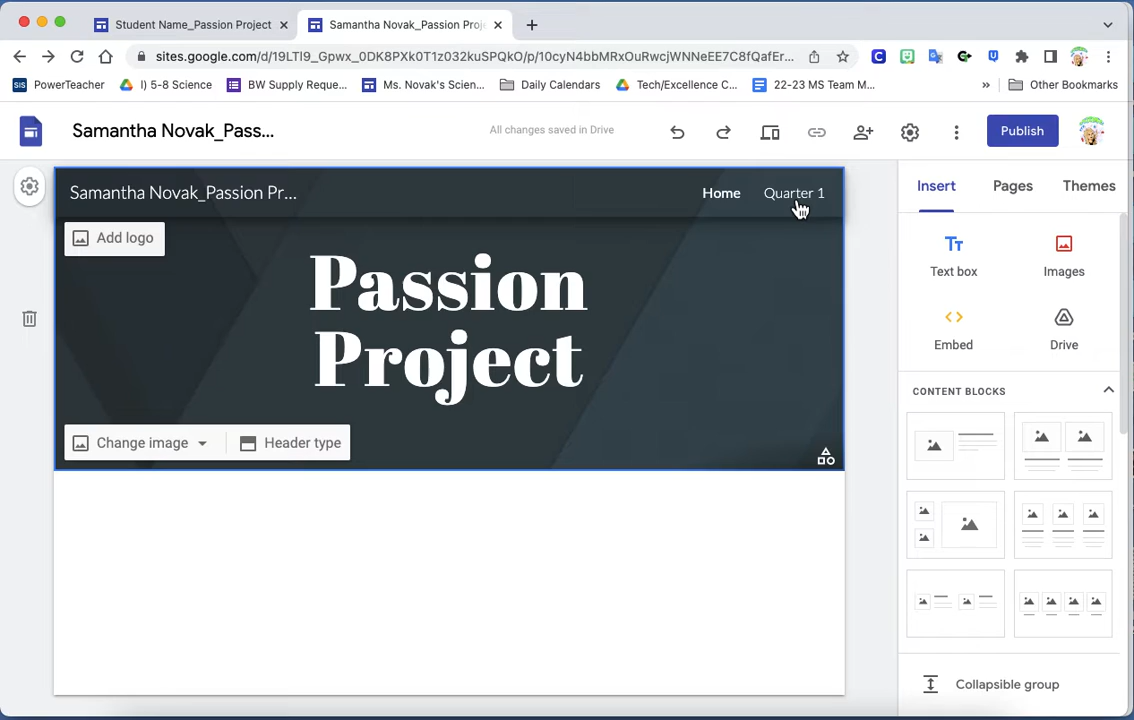 Student Name_Passion Project
Samantha Novak_Passion Proj
sites.google.com/d/19LTl9_Gpwx_0DK8PXk0T1z032kuSPQkO/p/10cyN4bbMRxOuRwcjWNNeEE7C8fQafEr...
PowerTeacher
I) 5-8 Science
BW Supply Reque...
Ms. Novak's Scien...
Daily Calendars
Tech/Excellence C...
22-23 MS Team M...
»
Other Bookmarks
Samantha Novak_Pass...
All changes saved in Drive
Publish
Samantha Novak_Passion Pr...
Home
Quarter 1
Insert
Pages
Themes
Add logo
Passion
Project
Text box
Images
Embed
Drive
CONTENT BLOCKS
Change image
Header type
Collapsible group